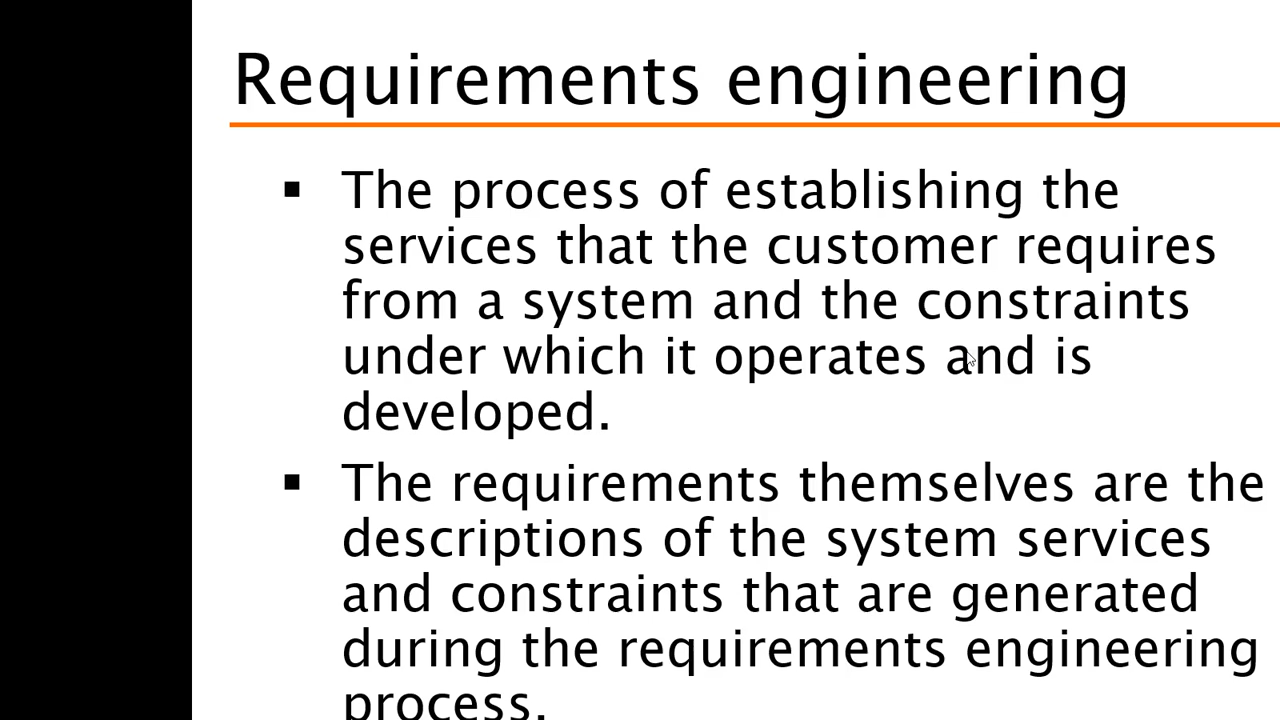 Requirements engineering
▪ The process of establishing the
services that the customer requires
from a system and the constraints
under which it operates and is
developed.
▪ The requirements themselves are the
descriptions of the system services
and constraints that are generated
during the requirements engineering
process.